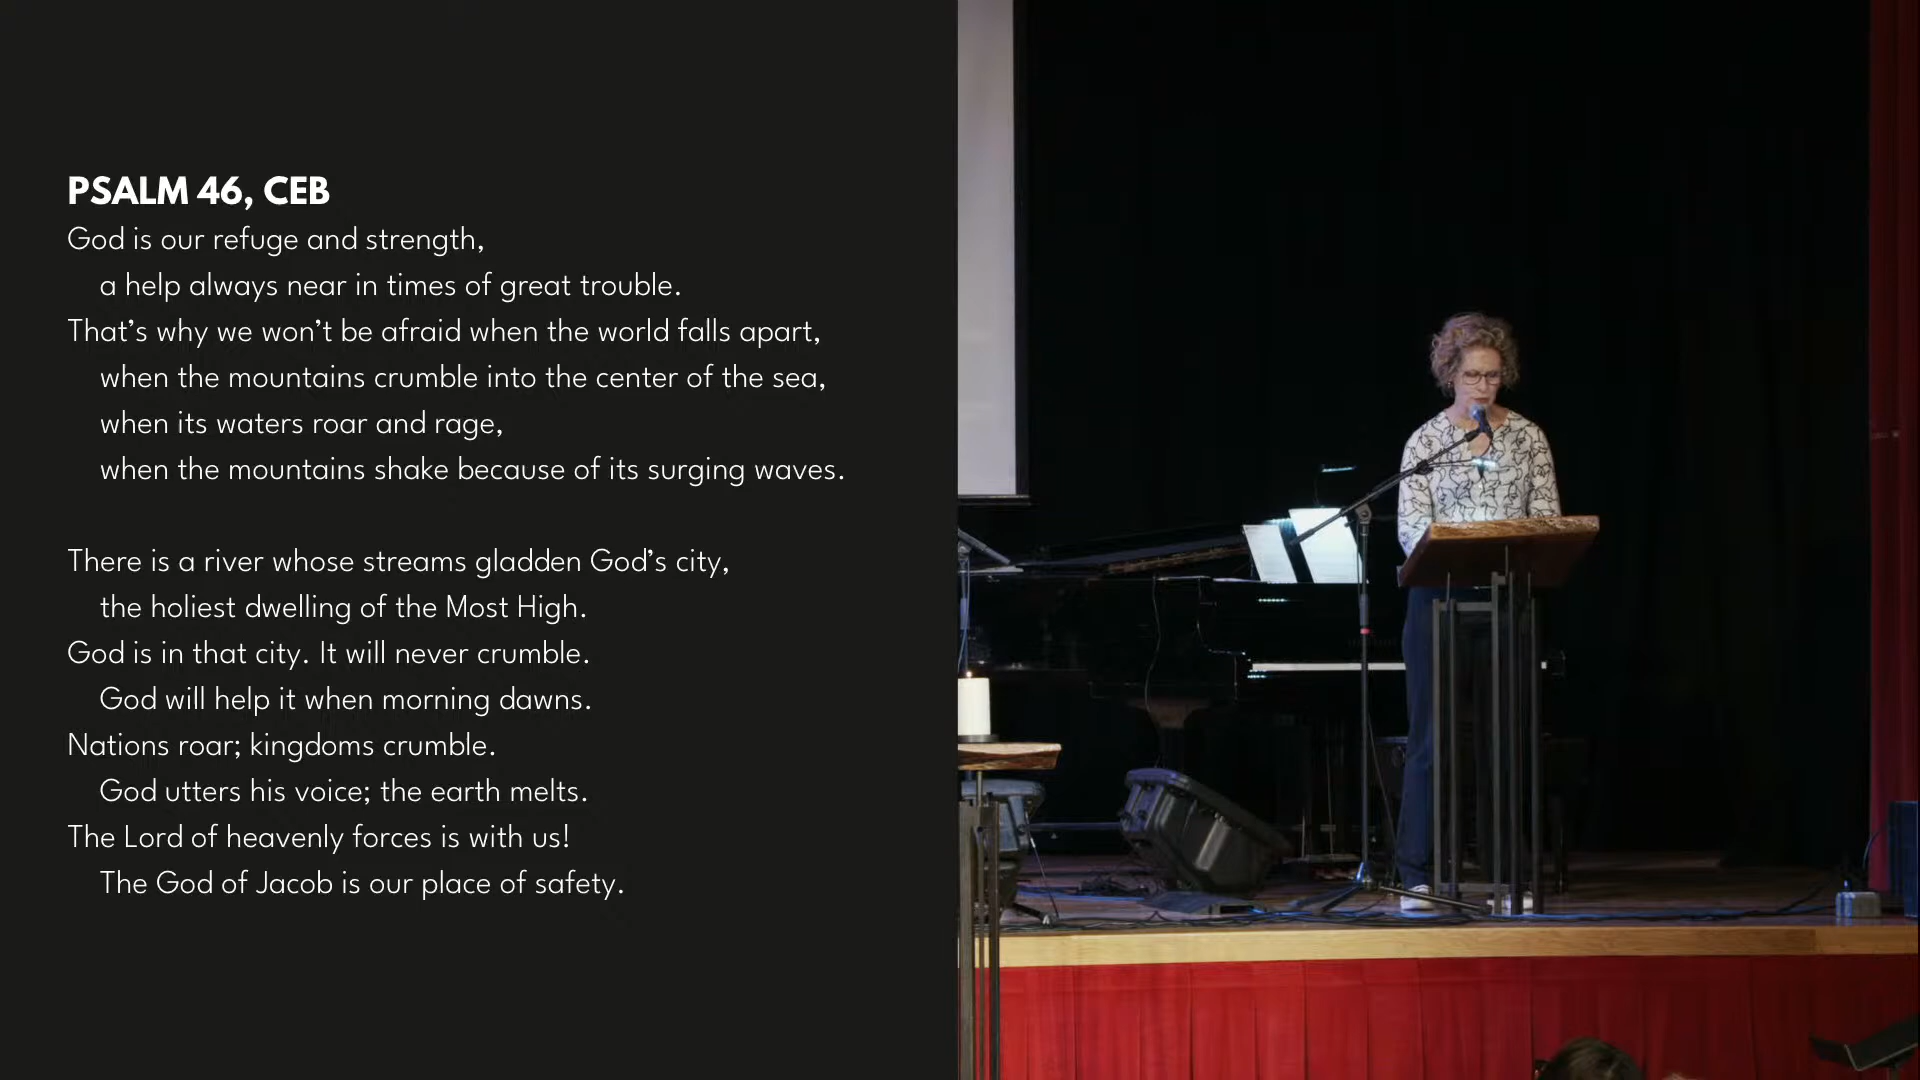 PSALM 46, CEB
God is our refuge and strength,
a help always near in times of great trouble.
That’s why we won’t be afraid when the world falls apart,
when the mountains crumble into the center of the sea,
when its waters roar and rage,
when the mountains shake because of its surging waves.
There is a river whose streams gladden God’s city,
the holiest dwelling of the Most High.
God is in that city. It will never crumble.
God will help it when morning dawns.
Nations roar; kingdoms crumble.
God utters his voice; the earth melts.
The Lord of heavenly forces is with us!
The God of Jacob is our place of safety.